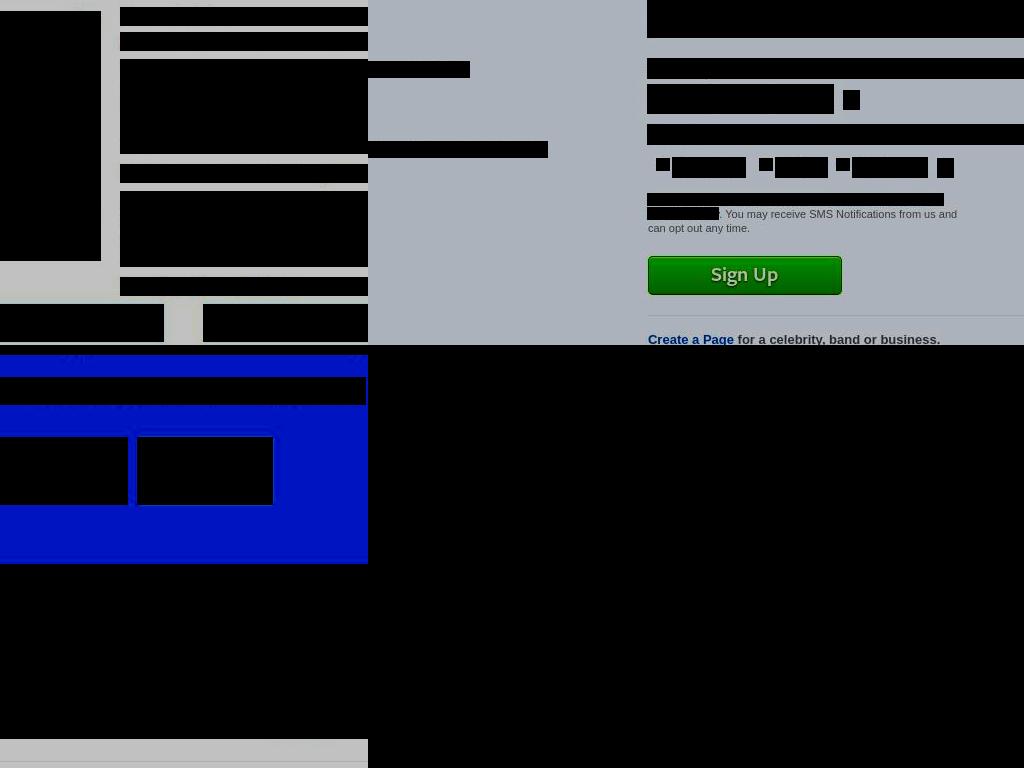 You may receive SMS Notifications from us and
can opt out any time.
Sign Up
Create a Page for a celebrity, band or business.